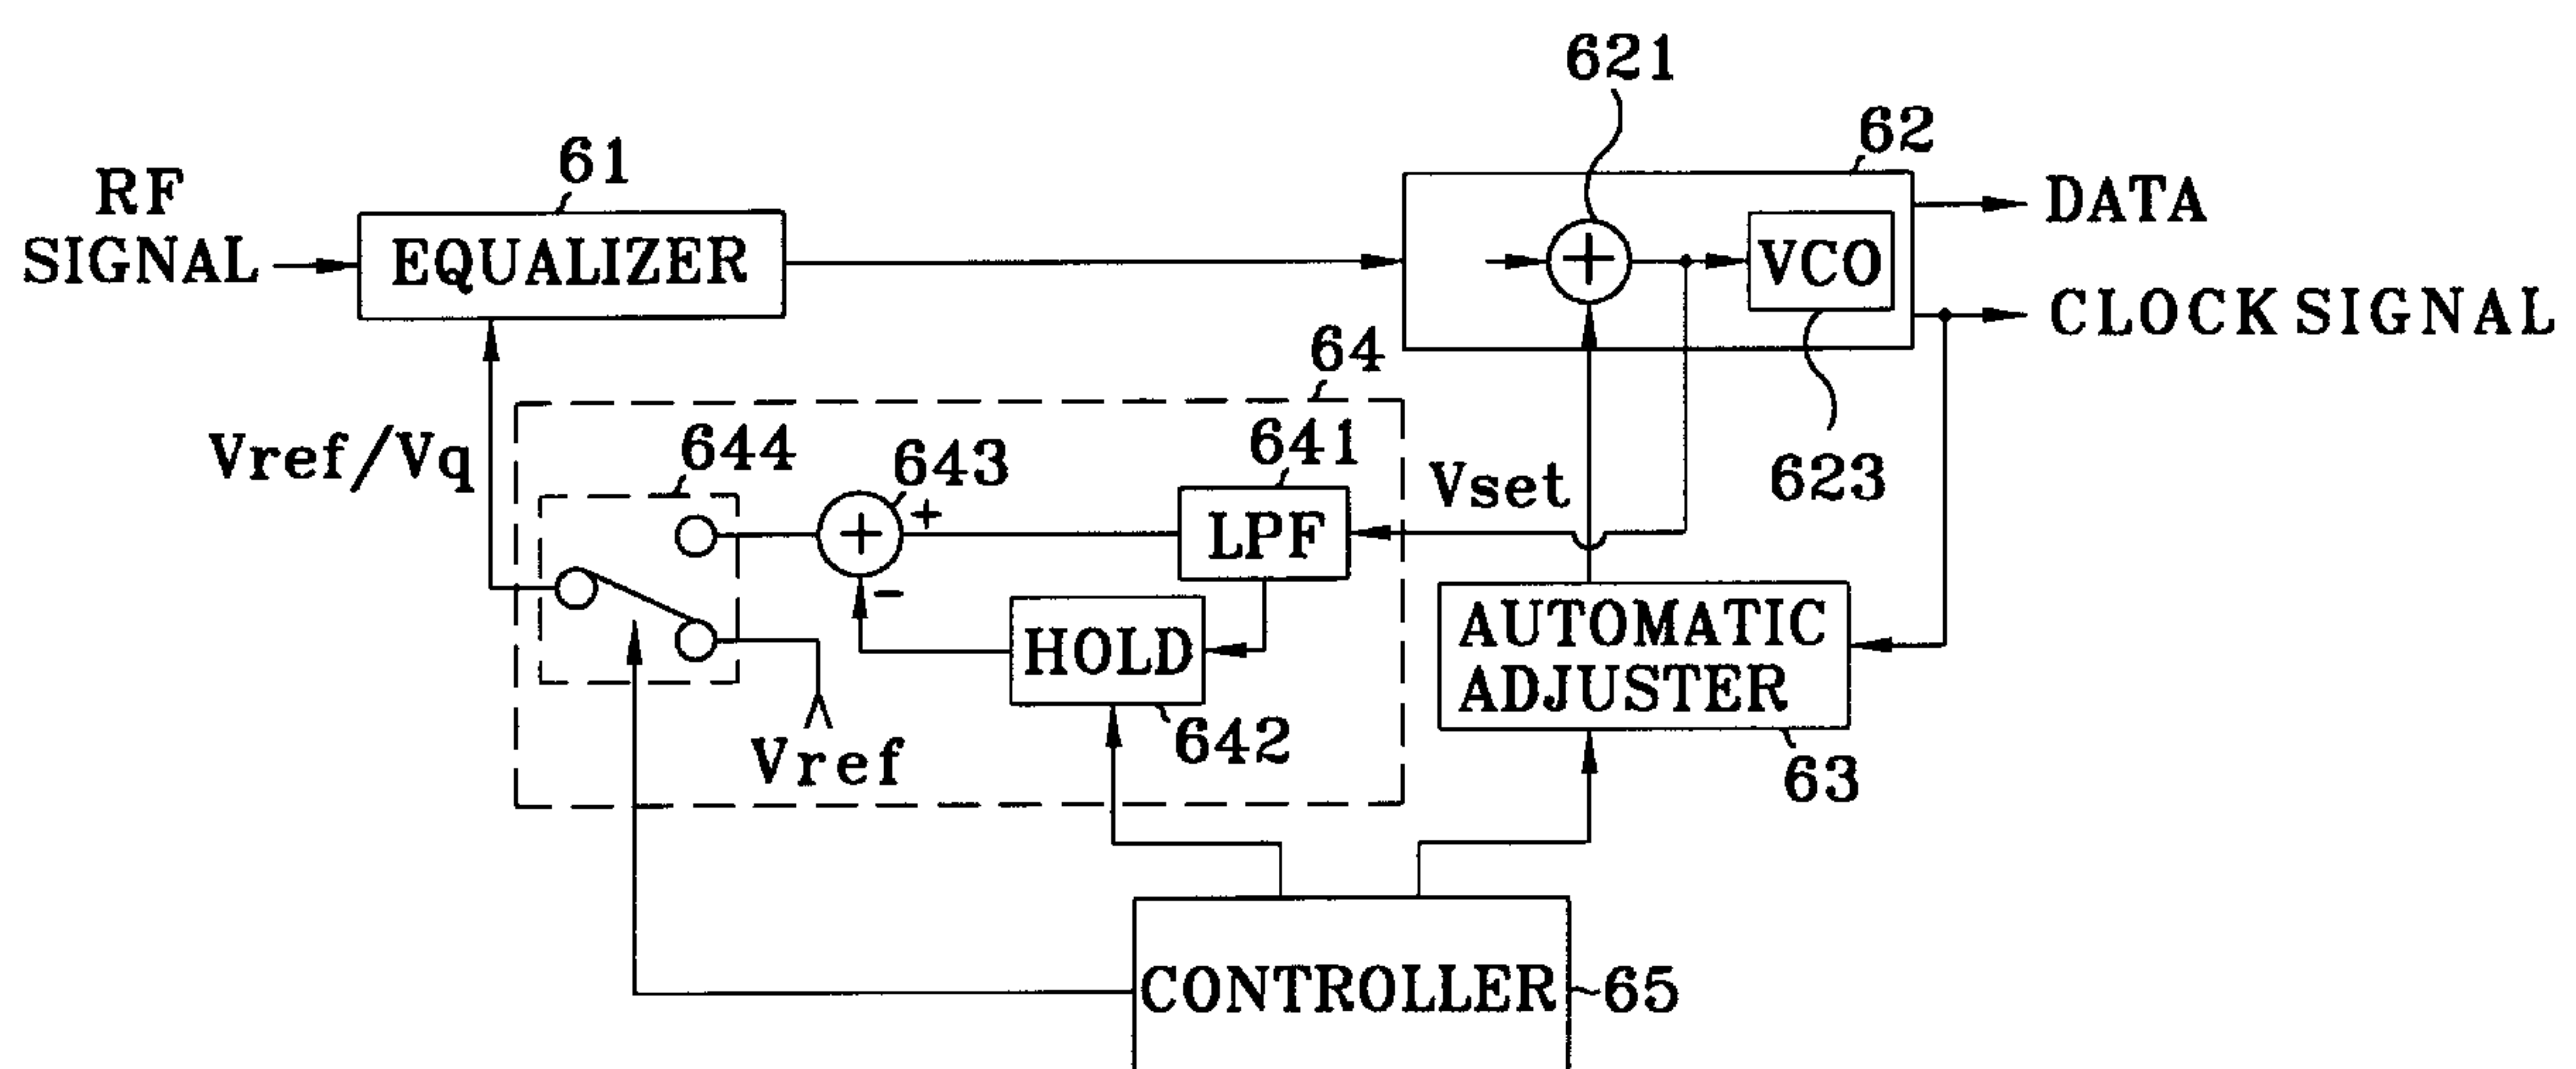 621
62
61
RF
SIGNAL
EQUALIZER
VCO
DATA
CLOCK SIGNAL
64
Vref/Vq
644
643
+
641
Vset
623
+
+
LPF
-
HOLD
AUTOMATIC
ADJUSTER
Vref
642
63
CONTROLLER
65